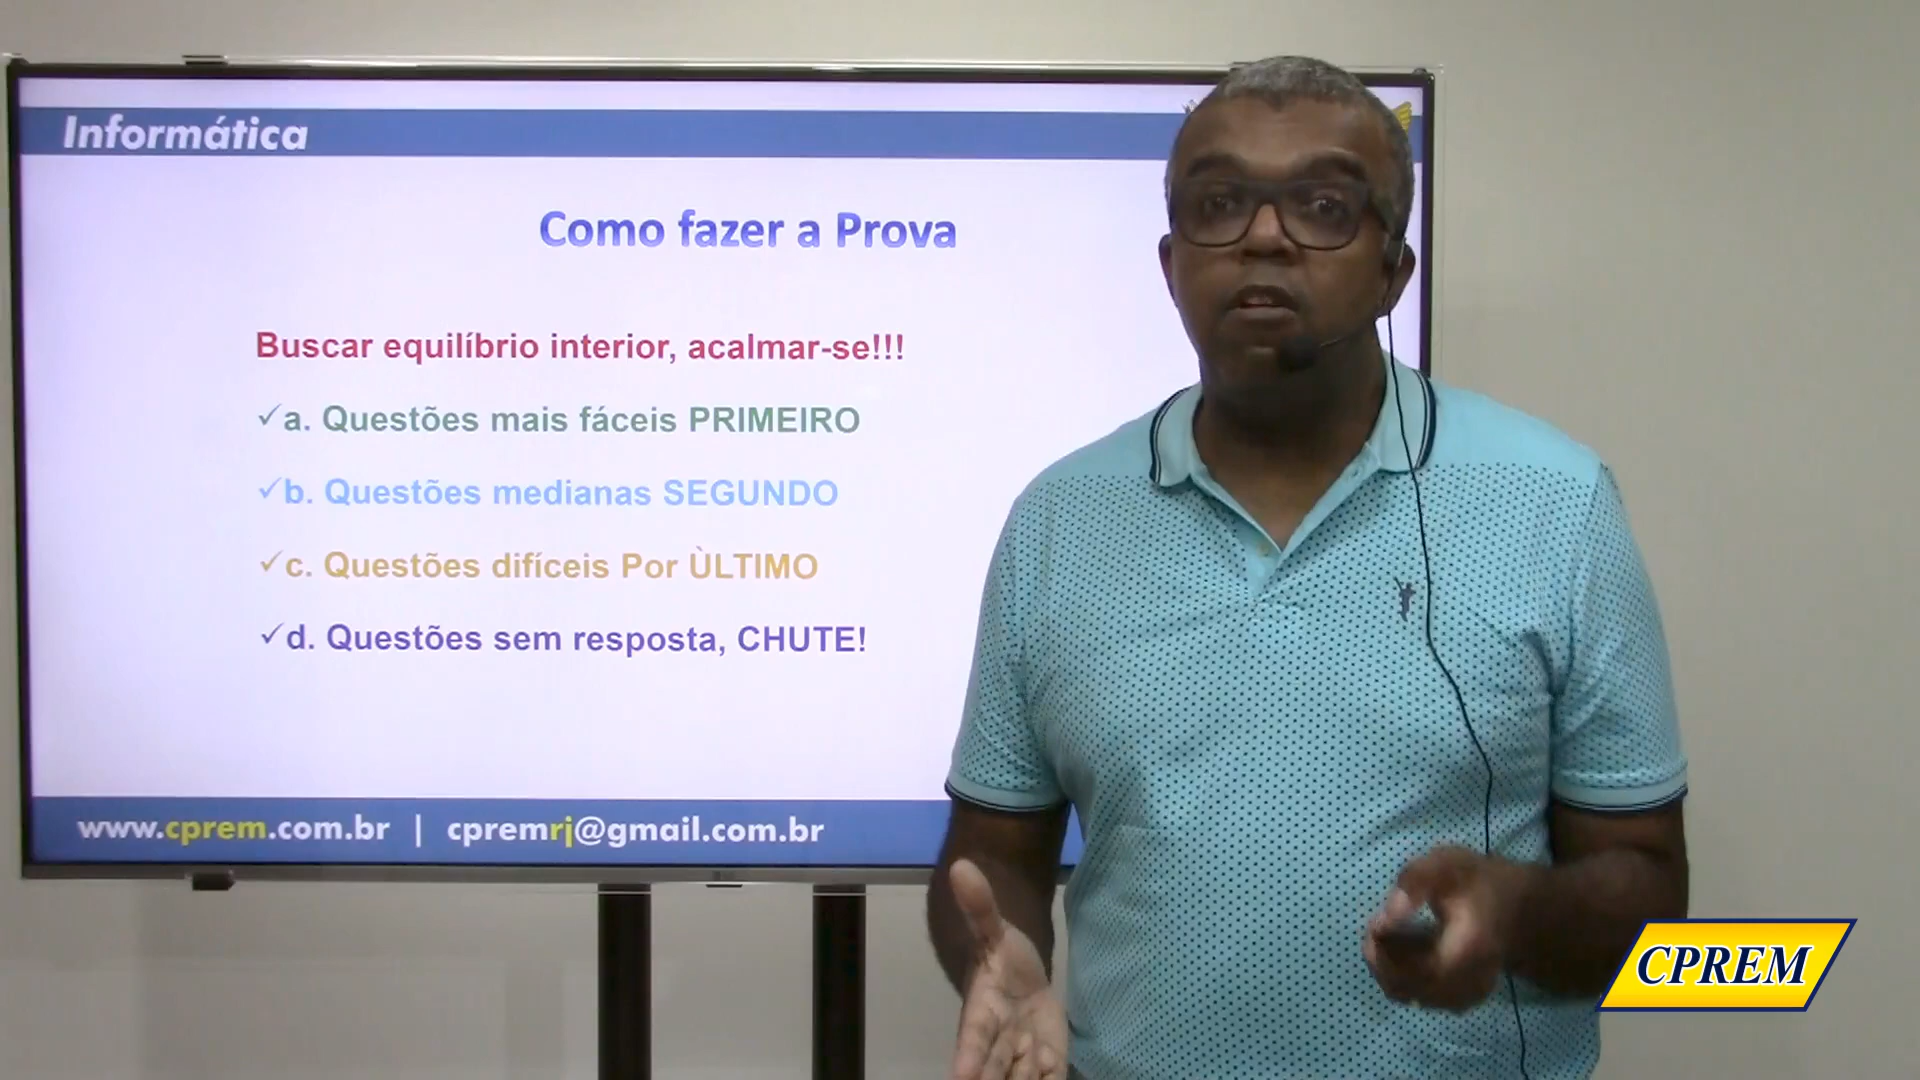 Informática
Como fazer a Prova
Buscar equilíbrio interior, acalmar-se!!!
✓a. Questões mais fáceis PRIMEIRO
✓b. Questões medianas SEGUNDO
✓c. Questões difíceis Por ÙLTIMO
✓d. Questões sem resposta, CHUTE!
www.cprem.com.br | cpremrj@gmail.com.br
CPREM